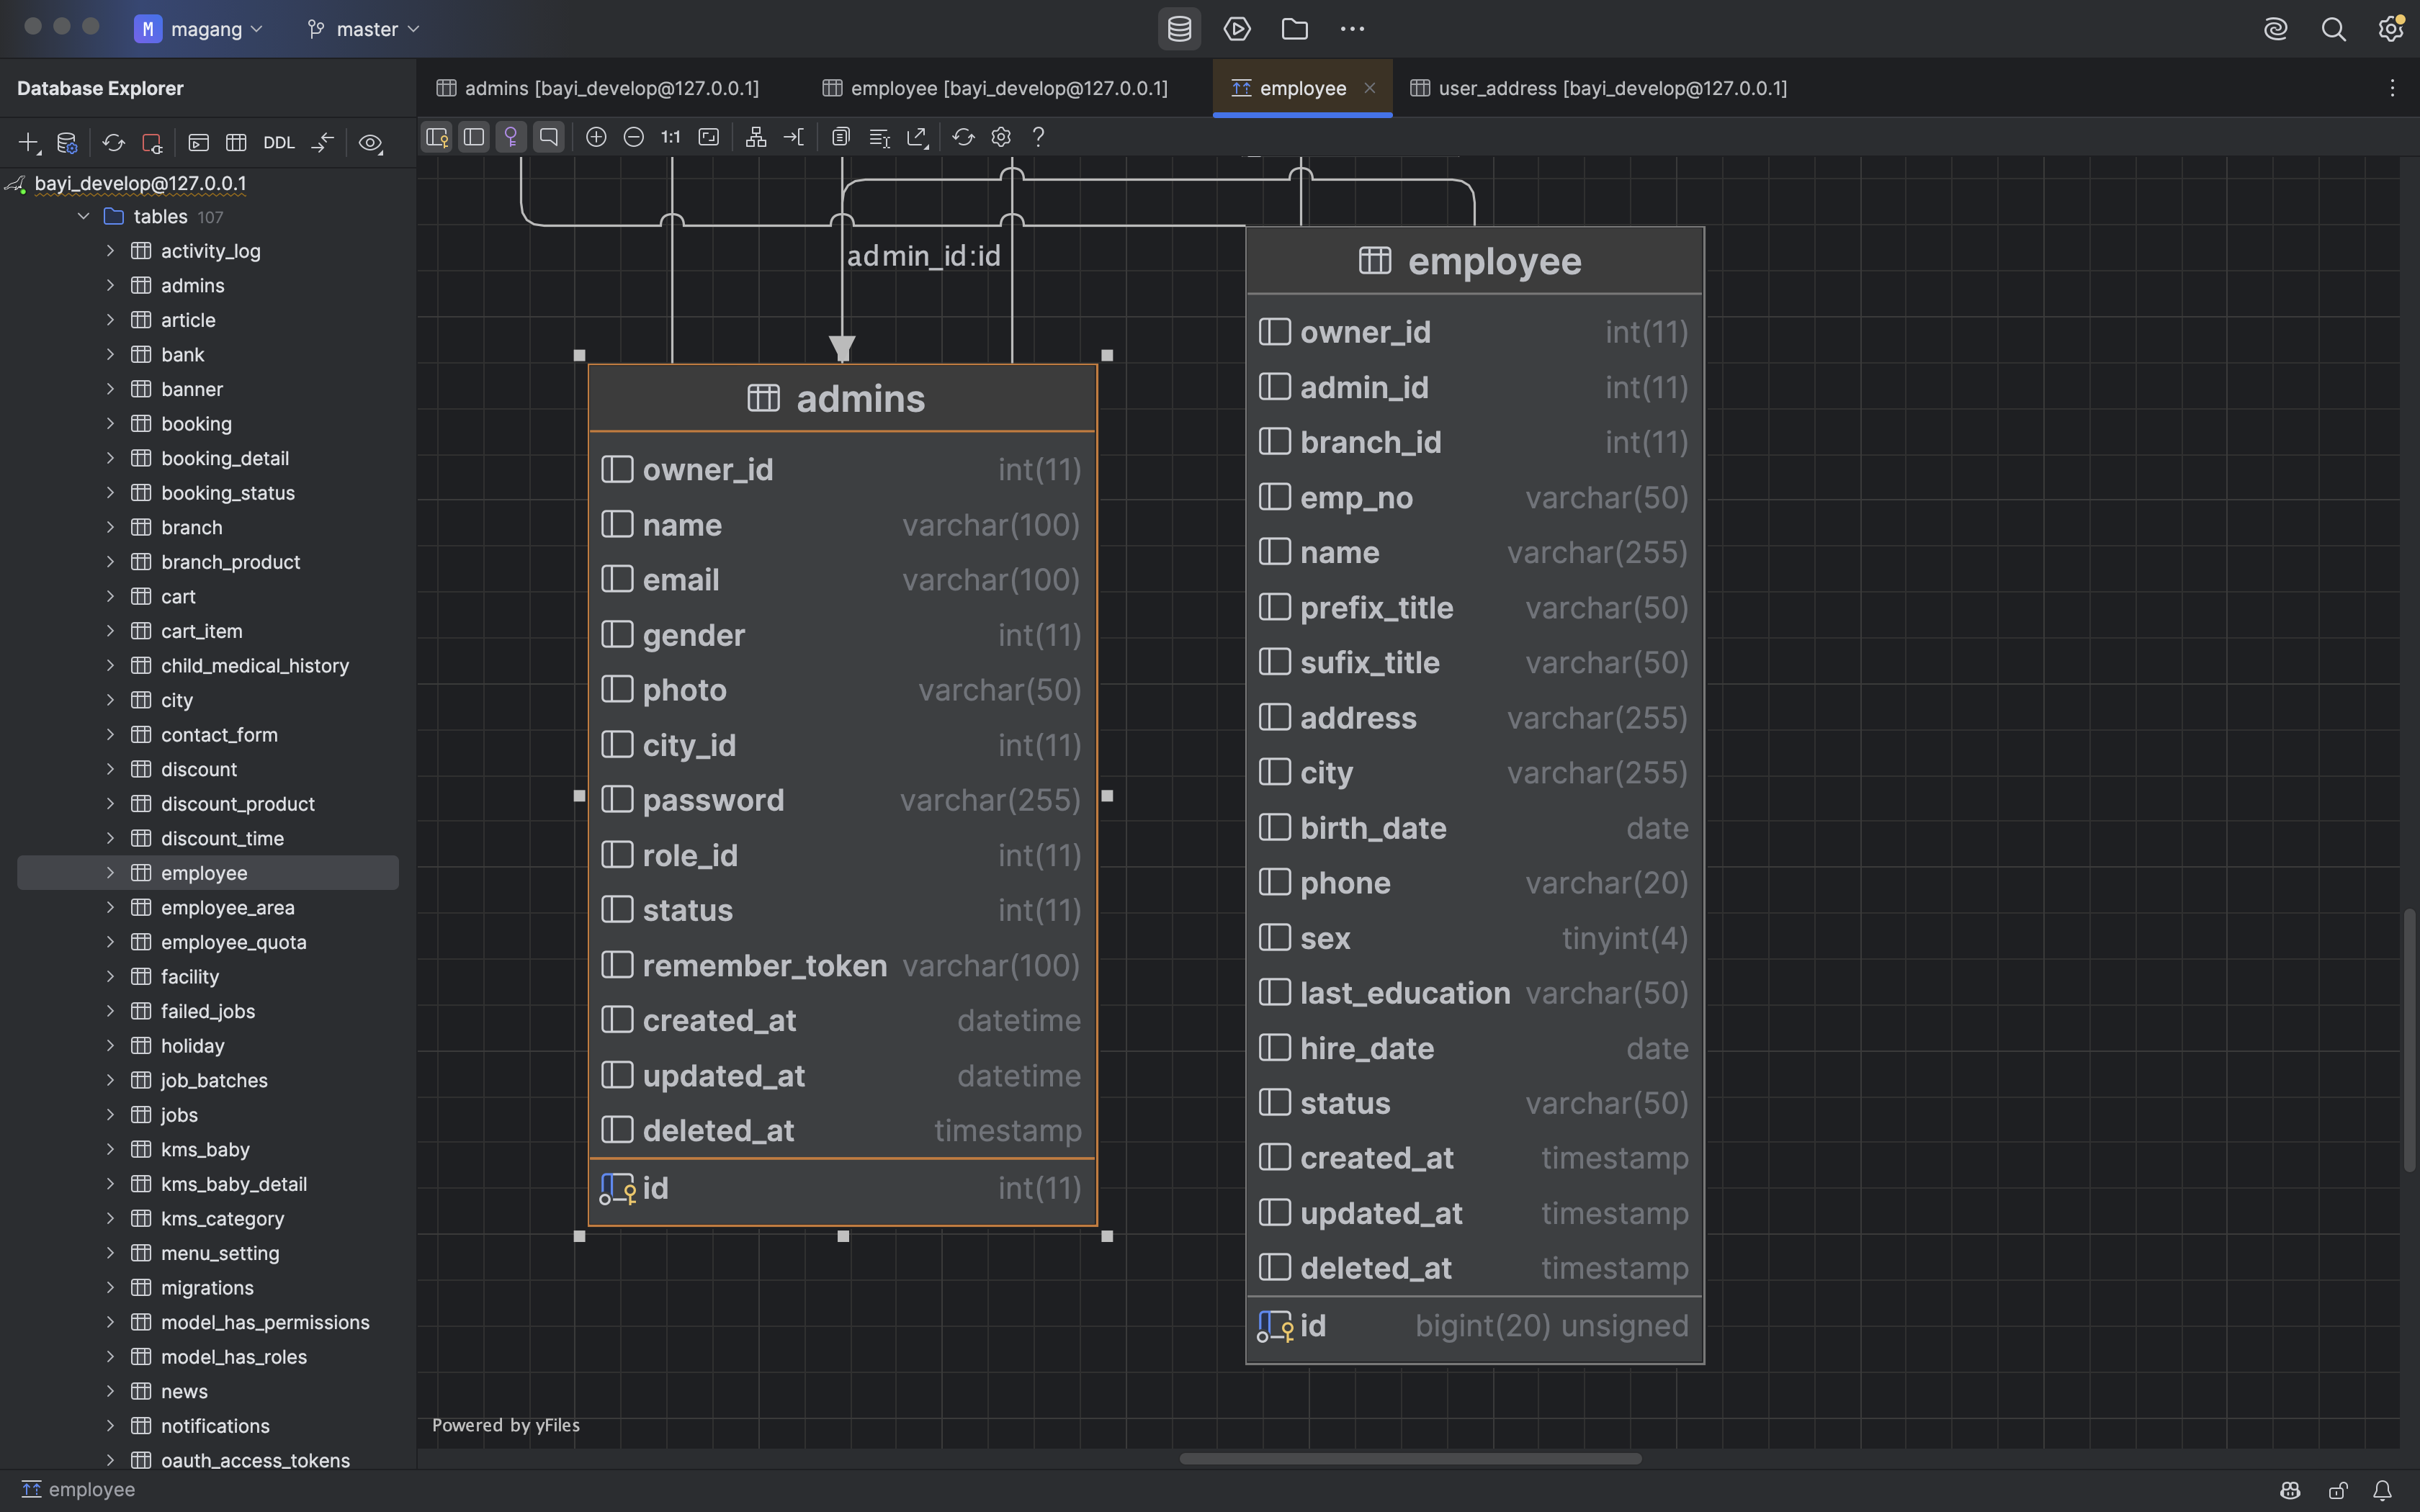 M magang master
Database Explorer
admins [bayi_develop@127.0.0.1] employee [bayi_develop@127.0.0.1] employee user_address [bayi_develop@127.0.0.1]
DDL
1:1 ?
bayi_develop@127.0.0.1
tables 107
activity_log
admins
article
bank
banner
booking
booking_detail
booking_status
branch
branch_product
cart
cart_item
child_medical_history
city
contact_form
discount
discount_product
discount_time
employee
employee_area
employee_quota
facility
failed_jobs
holiday
job_batches
jobs
kms_baby
kms_baby_detail
kms_category
menu_setting
migrations
model_has_permissions
model_has_roles
news
notifications
oauth_access_tokens
admin_id:id
admins
owner_id int(11)
name varchar(100)
email varchar(100)
gender int(11)
photo varchar(50)
city_id int(11)
password varchar(255)
role_id int(11)
status int(11)
remember_token varchar(100)
created_at datetime
updated_at datetime
deleted_at timestamp
id int(11)
employee
owner_id int(11)
admin_id int(11)
branch_id int(11)
emp_no varchar(50)
name varchar(255)
prefix_title varchar(50)
sufix_title varchar(50)
address varchar(255)
city varchar(255)
birth_date date
phone varchar(20)
sex tinyint(4)
last_education varchar(50)
hire_date date
status varchar(50)
created_at timestamp
updated_at timestamp
deleted_at timestamp
id bigint(20) unsigned
Powered by yFiles
employee